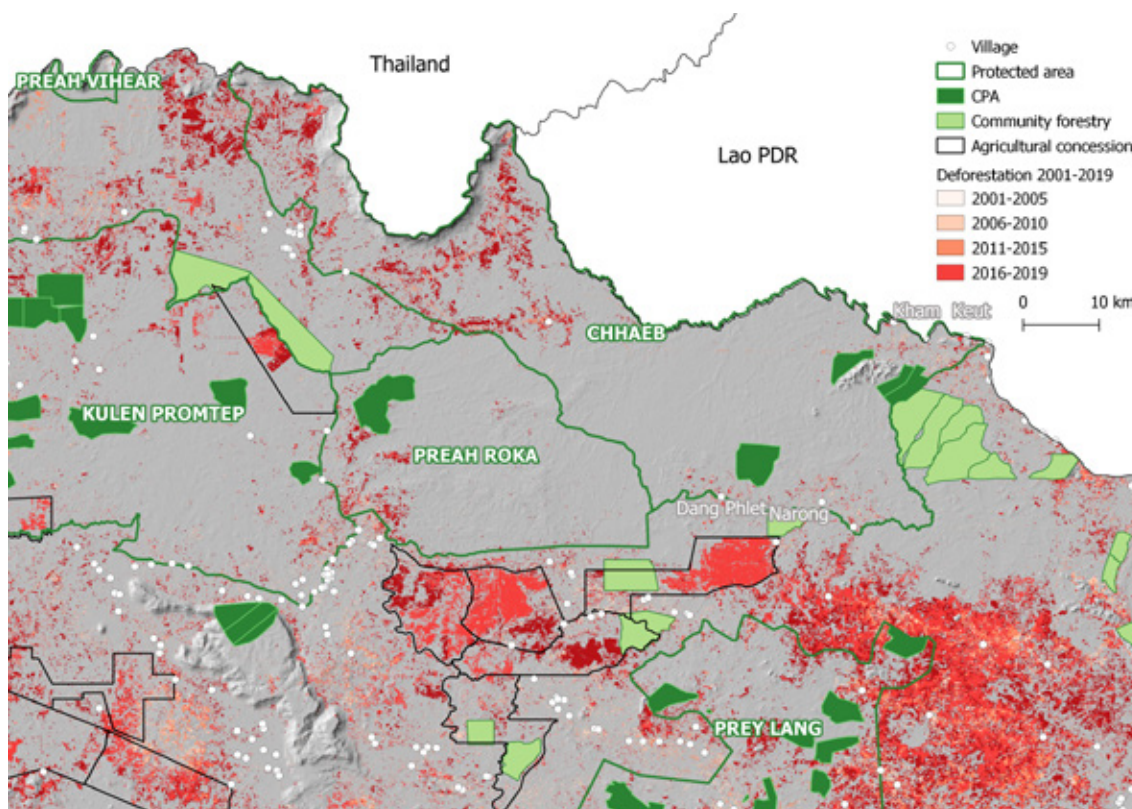 Thailand
Lao PDR
PREAH VIHEAR
Village
Protected area
CPA
Community forestry
Agricultural concession
Deforestation 2001-2019
2001-2005
2006-2010
2011-2015
2016-2019
0 10 km
Kham Keut
CHHAEB
KULEN PROMTEP
PREAH ROKA
Dang Phlet
Narong
PREY LANG